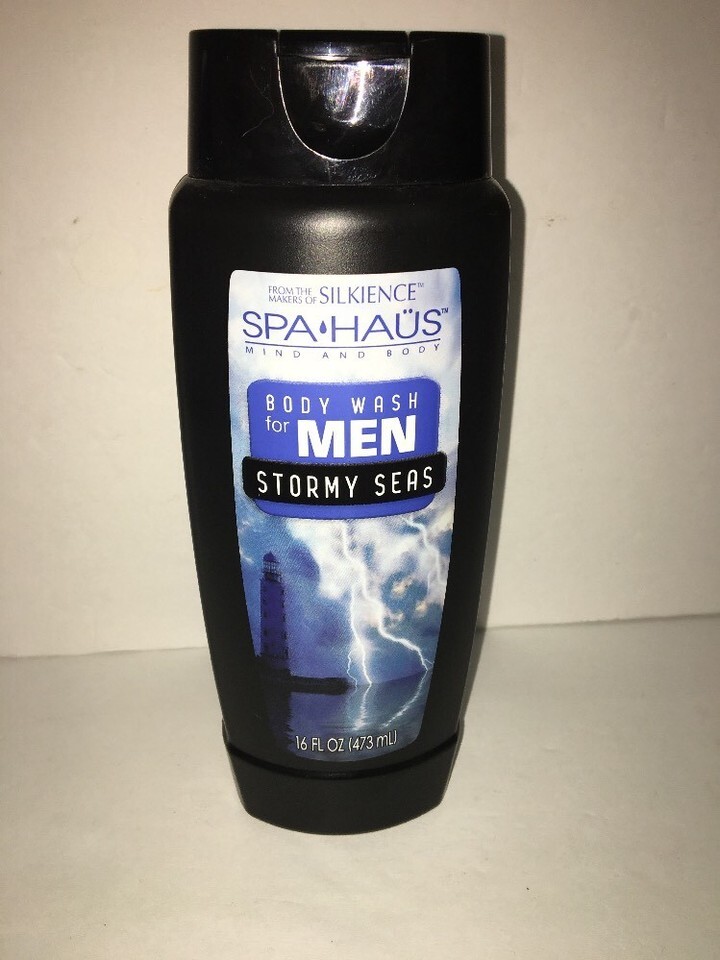 FROM THE
MAKERS OF SILKIENCE™
SPA HAÜS™
MIND AND BODY
BODY WASH
for MEN
STORMY SEAS
16 FL OZ (473 mL)